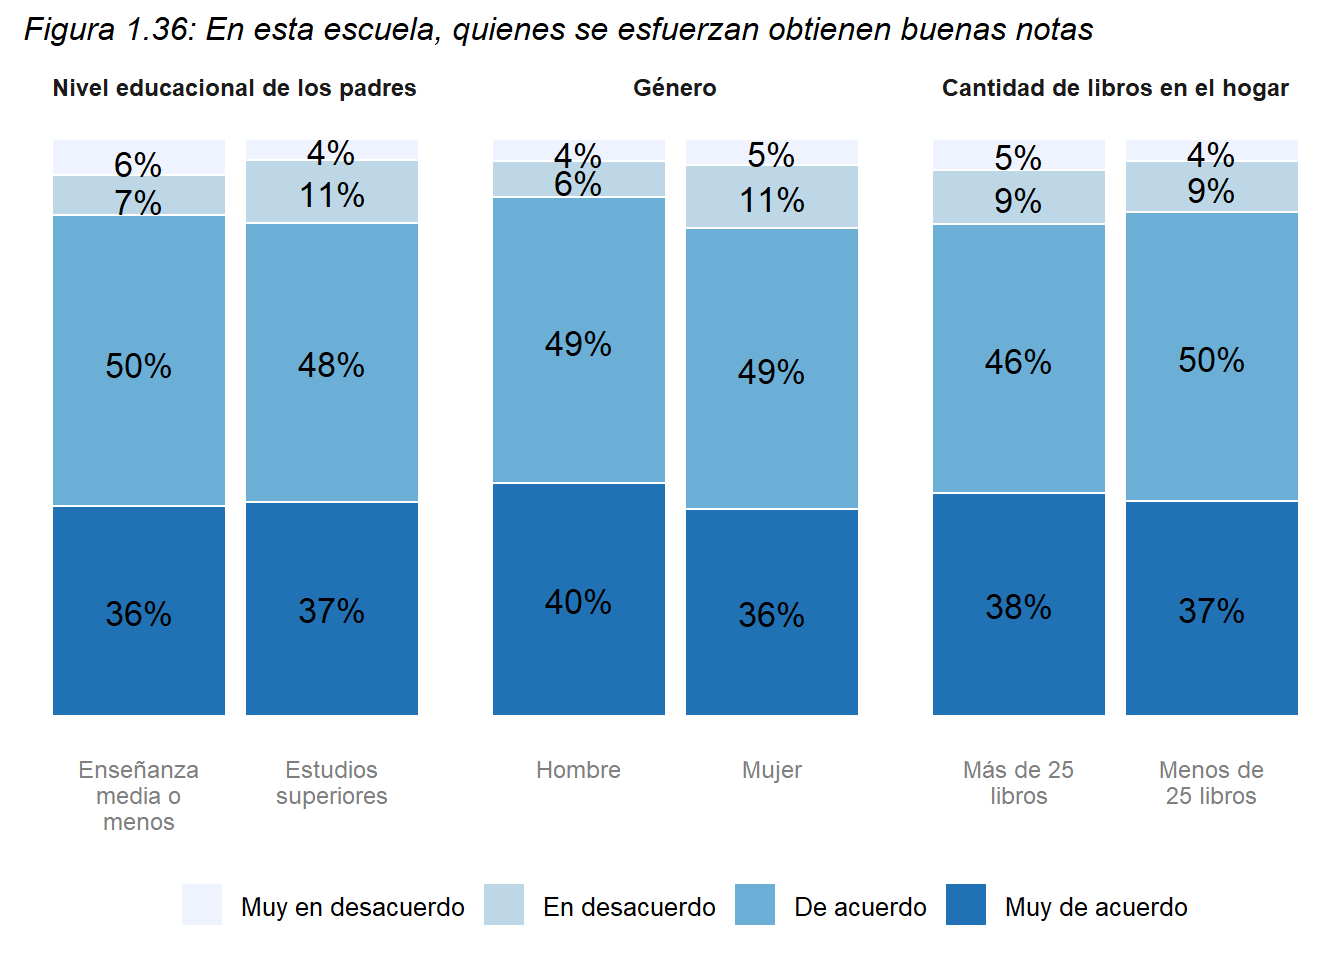 Figura 1.36: En esta escuela, quienes se esfuerzan obtienen buenas notas
Nivel educacional de los padres
Género
Cantidad de libros en el hogar
6%
4%
4%
5%
5%
4%
7%
11%
6%
11%
9%
9%
50%
48%
49%
49%
46%
50%
36%
37%
40%
36%
38%
37%
Enseñanza
media o
menos
Estudios
superiores
Hombre
Mujer
Más de 25
libros
Menos de
25 libros
Muy en desacuerdo
En desacuerdo
De acuerdo
Muy de acuerdo